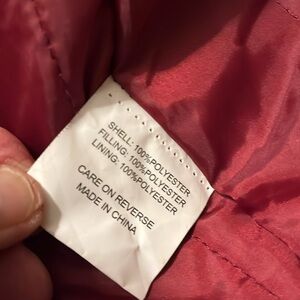 SHELL: 100%POLYESTER
FILLING: 100%POLYESTER
LINING: 100%POLYESTER
CARE ON REVERSE
MADE IN CHINA